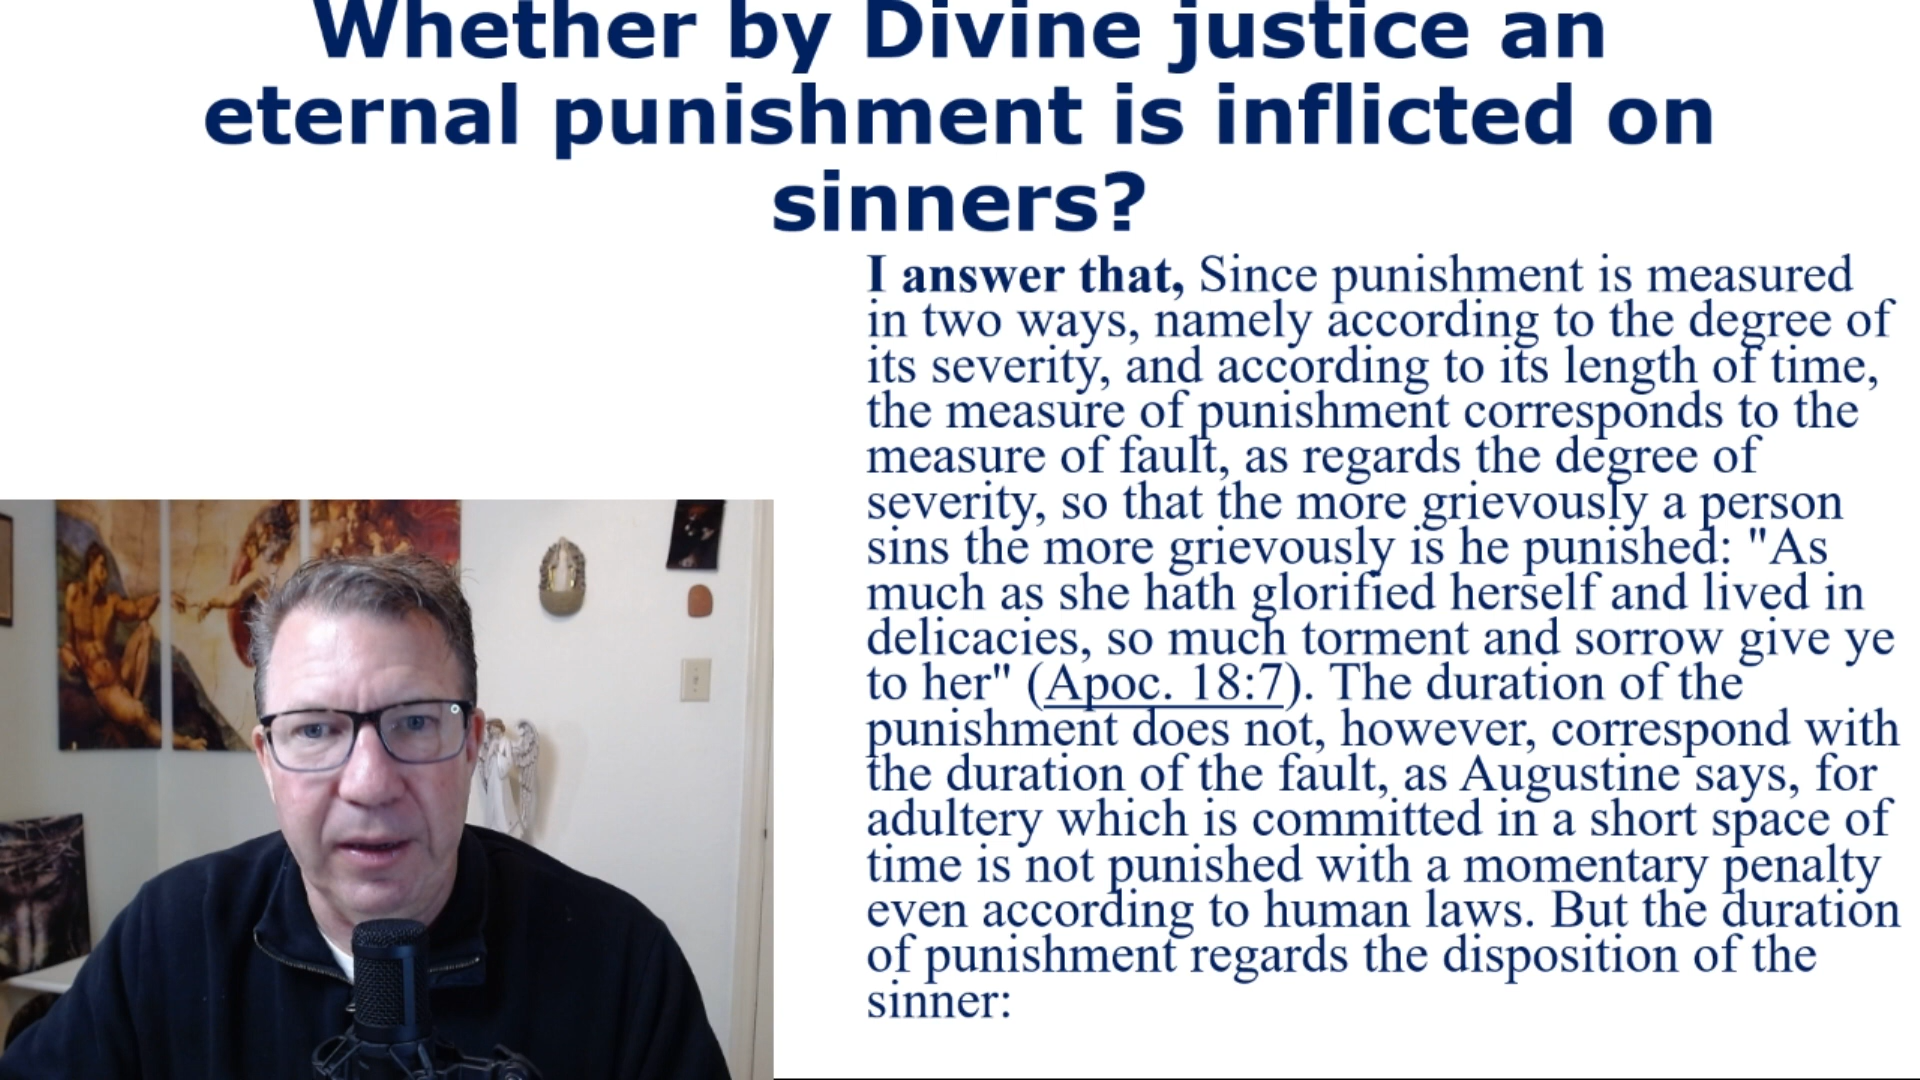 Whether by Divine justice an
eternal punishment is inflicted on
sinners?
I answer that, Since punishment is measured
in two ways, namely according to the degree of
its severity, and according to its length of time,
the measure of punishment corresponds to the
measure of fault, as regards the degree of
severity, so that the more grievously a person
sins the more grievously is he punished: "As
much as she hath glorified herself and lived in
delicacies, so much torment and sorrow give ye
to her" (Apoc. 18:7). The duration of the
punishment does not, however, correspond with
the duration of the fault, as Augustine says, for
adultery which is committed in a short space of
time is not punished with a momentary penalty
even according to human laws. But the duration
of punishment regards the disposition of the
sinner: